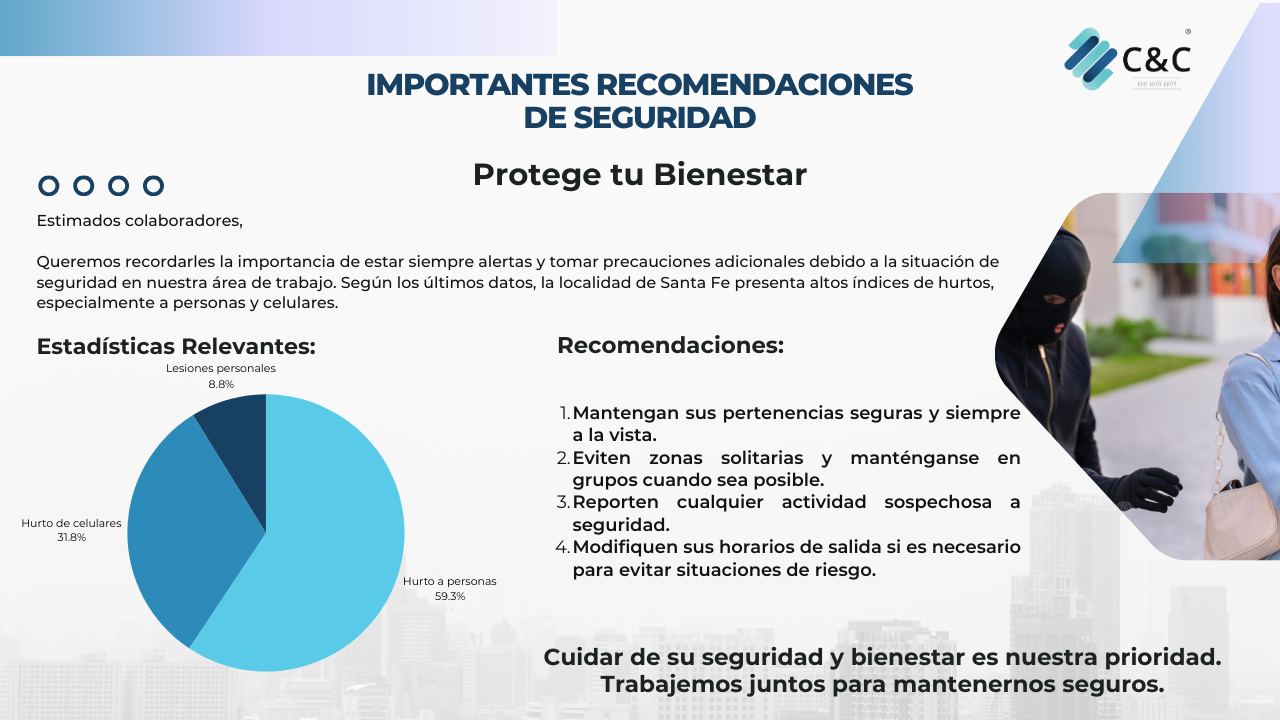 ®
C&C
we will win
IMPORTANTES RECOMENDACIONES
DE SEGURIDAD
Protege tu Bienestar
Estimados colaboradores,
Queremos recordarles la importancia de estar siempre alertas y tomar precauciones adicionales debido a la situación de
seguridad en nuestra área de trabajo. Según los últimos datos, la localidad de Santa Fe presenta altos índices de hurtos,
especialmente a personas y celulares.
Estadísticas Relevantes:
Lesiones personales
8.8%
Hurto de celulares
31.8%
Hurto a personas
59.3%
Recomendaciones:
1. Mantengan sus pertenencias seguras y siempre
a la vista.
2. Eviten zonas solitarias y manténganse en
grupos cuando sea posible.
3. Reporten cualquier actividad sospechosa a
seguridad.
4. Modifiquen sus horarios de salida si es necesario
para evitar situaciones de riesgo.
Cuidar de su seguridad y bienestar es nuestra prioridad.
Trabajemos juntos para mantenernos seguros.